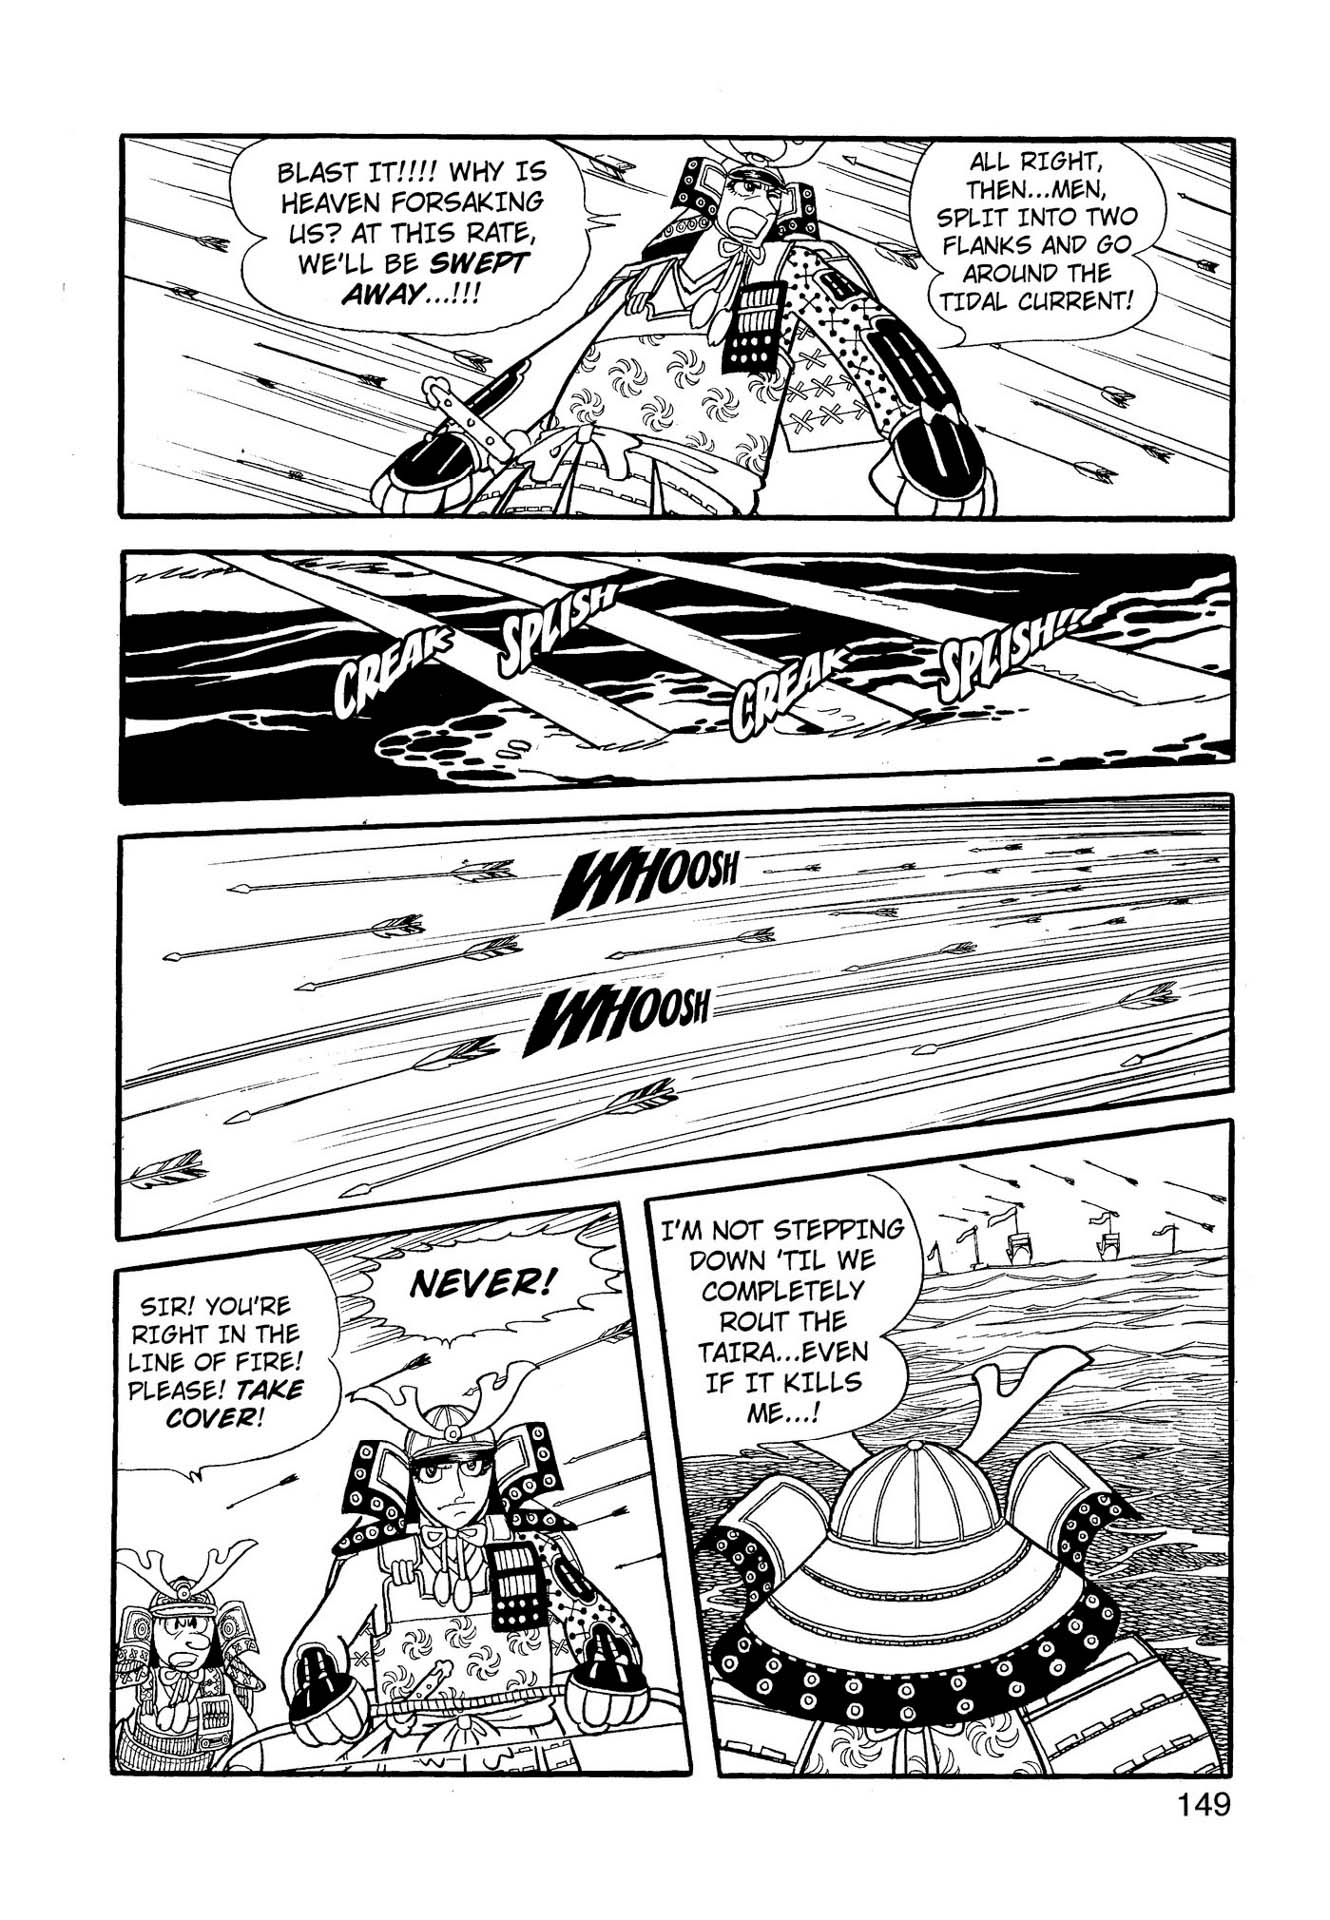 BLAST IT!!!! WHY IS
HEAVEN FORSAKING
US? AT THIS RATE,
WE'LL BE SWEPT
AWAY...!!!
ALL RIGHT,
THEN...MEN,
SPLIT INTO TWO
FLANKS AND GO
AROUND THE
TIDAL CURRENT!
CREAK
SPLISH
CREAK
SPLISH!!!
WHOOSH
WHOOSH
SIR! YOU'RE
RIGHT IN THE
LINE OF FIRE!
PLEASE! TAKE
COVER!
NEVER!
I'M NOT STEPPING
DOWN 'TIL WE
COMPLETELY
ROUT THE
TAIRA...EVEN
IF IT KILLS
ME...!
149